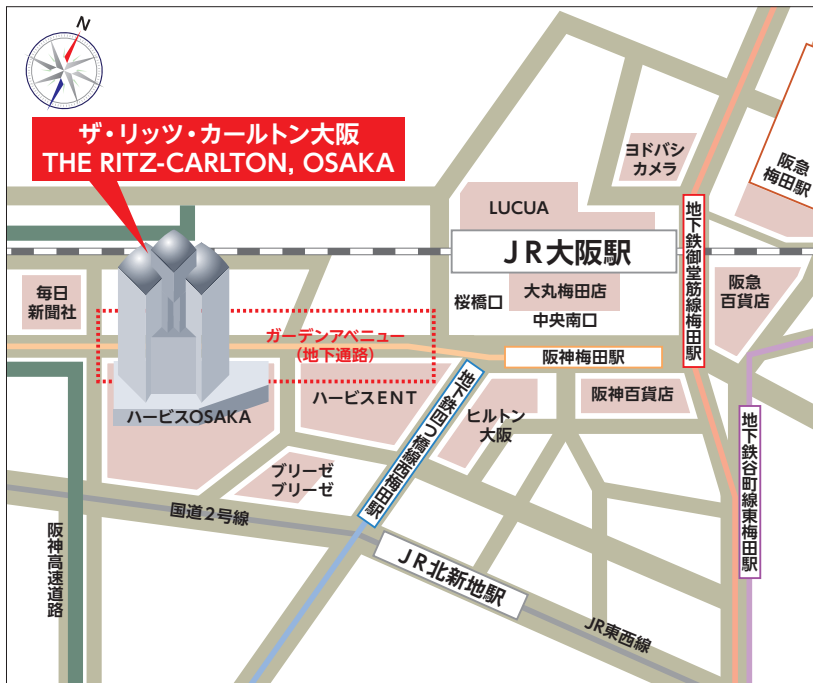 N
ザ・リッツ・カールトン大阪
THE RITZ-CARLTON, OSAKA
ヨドバシ
カメラ
阪急
梅田駅
LUCUA
地下鉄御堂筋線梅田駅
JR大阪駅
毎日
新聞社
桜橋口
大丸梅田店
中央南口
阪急
百貨店
ガーデンアベニュー
(地下通路)
阪神梅田駅
ハービスOSAKA
ハービスENT
地下鉄四つ橋線西梅田駅
ヒルトン
大阪
阪神百貨店
地下鉄谷町線東梅田駅
ブリーゼ
ブリーゼ
国道2号線
阪神高速道路
JR北新地駅
JR東西線